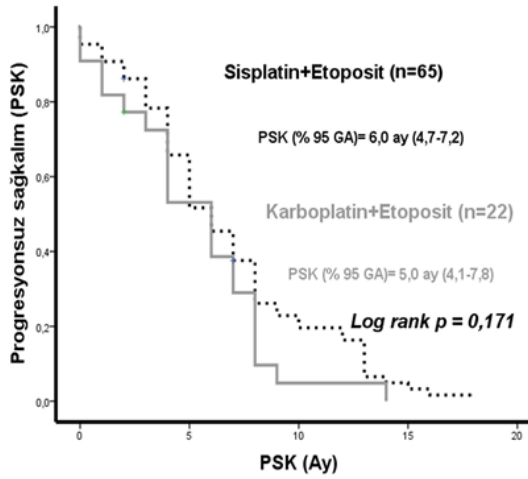 Progresyonsuz sağkalım (PSK)
1,0
0,8
0,6
0,4
0,2
0,0
Sisplatin+Etoposit (n=65)
PSK (% 95 GA)= 6,0 ay (4,7-7,2)
Karboplatin+Etoposit (n=22)
PSK (% 95 GA)= 5,0 ay (4,1-7,8)
Log rank p = 0,171
0 5 10 15 20
PSK (Ay)